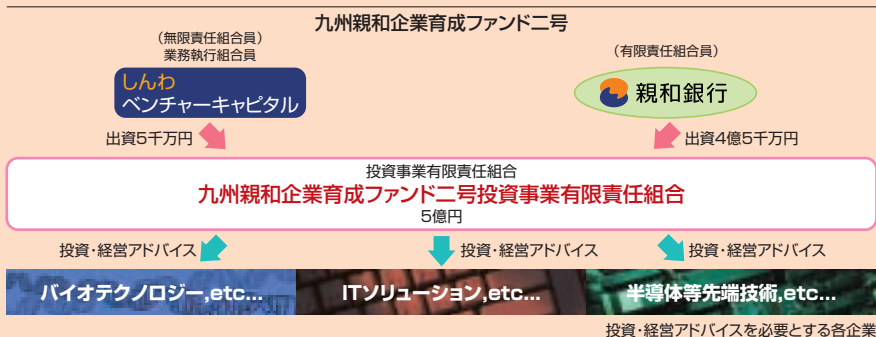 九州親和企業育成ファンド二号
（無限責任組合員）
業務執行組合員
しんわ
ベンチャーキャピタル
（有限責任組合員）
親和銀行
出資5千万円
出資4億5千万円
投資事業有限責任組合
九州親和企業育成ファンド二号投資事業有限責任組合
5億円
投資・経営アドバイス
投資・経営アドバイス
投資・経営アドバイス
バイオテクノロジー,etc...
ITソリューション,etc...
半導体等先端技術,etc...
投資・経営アドバイスを必要とする各企業